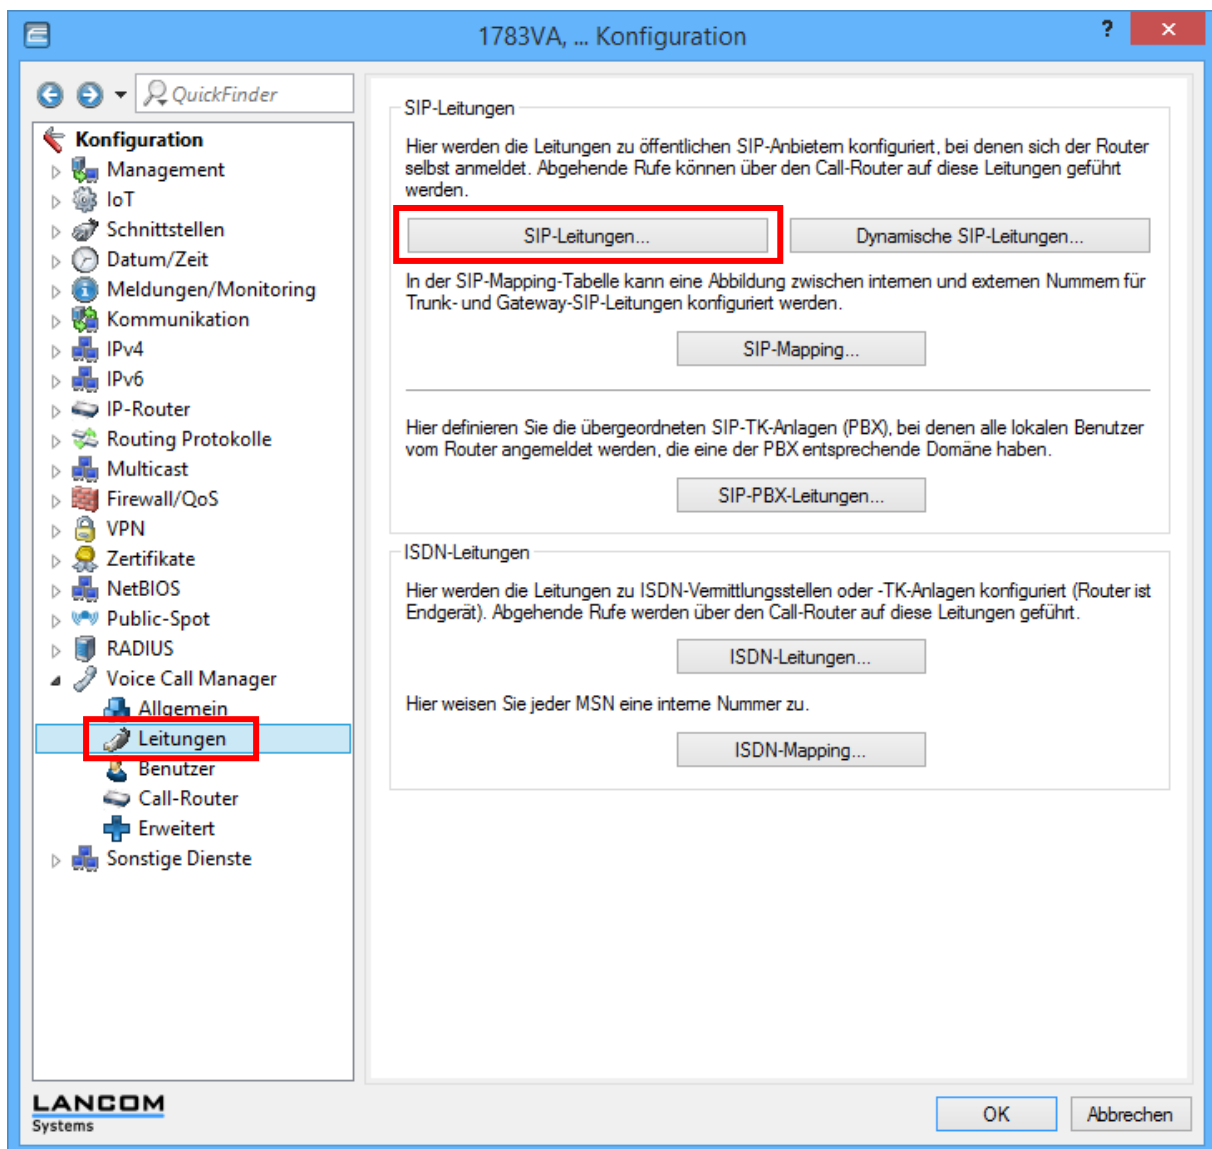 1783VA, ... Konfiguration
?
QuickFinder
Konfiguration
Management
IoT
Schnittstellen
Datum/Zeit
Meldungen/Monitoring
Kommunikation
IPv4
IPv6
IP-Router
Routing Protokolle
Multicast
Firewall/QoS
VPN
Zertifikate
NetBIOS
Public-Spot
RADIUS
Voice Call Manager
Allgemein
Leitungen
Benutzer
Call-Router
Erweitert
Sonstige Dienste
SIP-Leitungen
Hier werden die Leitungen zu öffentlichen SIP-Anbietern konfiguriert, bei denen sich der Router
selbst anmeldet. Abgehende Rufe können über den Call-Router auf diese Leitungen geführt
werden.
SIP-Leitungen...
Dynamische SIP-Leitungen...
In der SIP-Mapping-Tabelle kann eine Abbildung zwischen internen und externen Nummern für
Trunk- und Gateway-SIP-Leitungen konfiguriert werden.
SIP-Mapping...
Hier definieren Sie die übergeordneten SIP-TK-Anlagen (PBX), bei denen alle lokalen Benutzer
vom Router angemeldet werden, die eine der PBX entsprechende Domäne haben.
SIP-PBX-Leitungen...
ISDN-Leitungen
Hier werden die Leitungen zu ISDN-Vermittlungsstellen oder -TK-Anlagen konfiguriert (Router ist
Endgerät). Abgehende Rufe werden über den Call-Router auf diese Leitungen geführt.
ISDN-Leitungen...
Hier weisen Sie jeder MSN eine interne Nummer zu.
ISDN-Mapping...
LANCOM
Systems
OK
Abbrechen